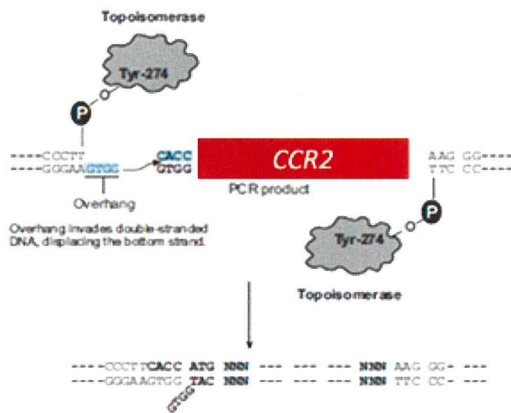 Topoisomerase
Tyr-274
P
CCCTT CACC CCR2 AAG GG
GGGAAGTGG GTGG TTC CC
Overhang
PCR product
Overhang invades double-stranded
DNA, displacing the bottom strand.
P
Tyr-274
Topoisomerase
CCCTTCACC ATG NNN NNN AAG GG
GGGAAGTGG TAC NNN NNN TTC CC
GTGG